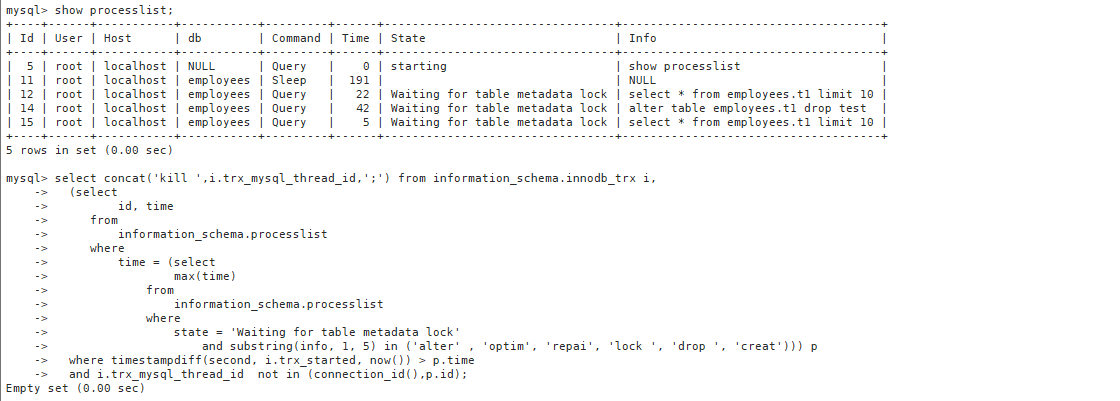 mysql> show processlist;
+----+------+-----------+-----------+---------+------+---------------------------------+-------------------------------------+
| Id | User | Host      | db        | Command | Time | State                           | Info                                |
+----+------+-----------+-----------+---------+------+---------------------------------+-------------------------------------+
|  5 | root | localhost | NULL      | Query   |    0 | starting                        | show processlist                    |
| 11 | root | localhost | employees | Sleep   |  191 |                                 | NULL                                |
| 12 | root | localhost | employees | Query   |   22 | Waiting for table metadata lock | select * from employees.t1 limit 10 |
| 14 | root | localhost | employees | Query   |   42 | Waiting for table metadata lock | alter table employees.t1 drop test  |
| 15 | root | localhost | employees | Query   |    5 | Waiting for table metadata lock | select * from employees.t1 limit 10 |
+----+------+-----------+-----------+---------+------+---------------------------------+-------------------------------------+
5 rows in set (0.00 sec)

mysql> select concat('kill ',i.trx_mysql_thread_id,';') from information_schema.innodb_trx i,
    ->   (select
    ->          id, time
    ->      from
    ->          information_schema.processlist
    ->      where
    ->          time = (select
    ->                  max(time)
    ->              from
    ->                  information_schema.processlist
    ->              where
    ->                  state = 'Waiting for table metadata lock'
    ->                      and substring(info, 1, 5) in ('alter' , 'optim', 'repai', 'lock ', 'drop ', 'creat'))) p
    ->   where timestampdiff(second, i.trx_started, now()) > p.time
    ->   and i.trx_mysql_thread_id  not in (connection_id(),p.id);
Empty set (0.00 sec)